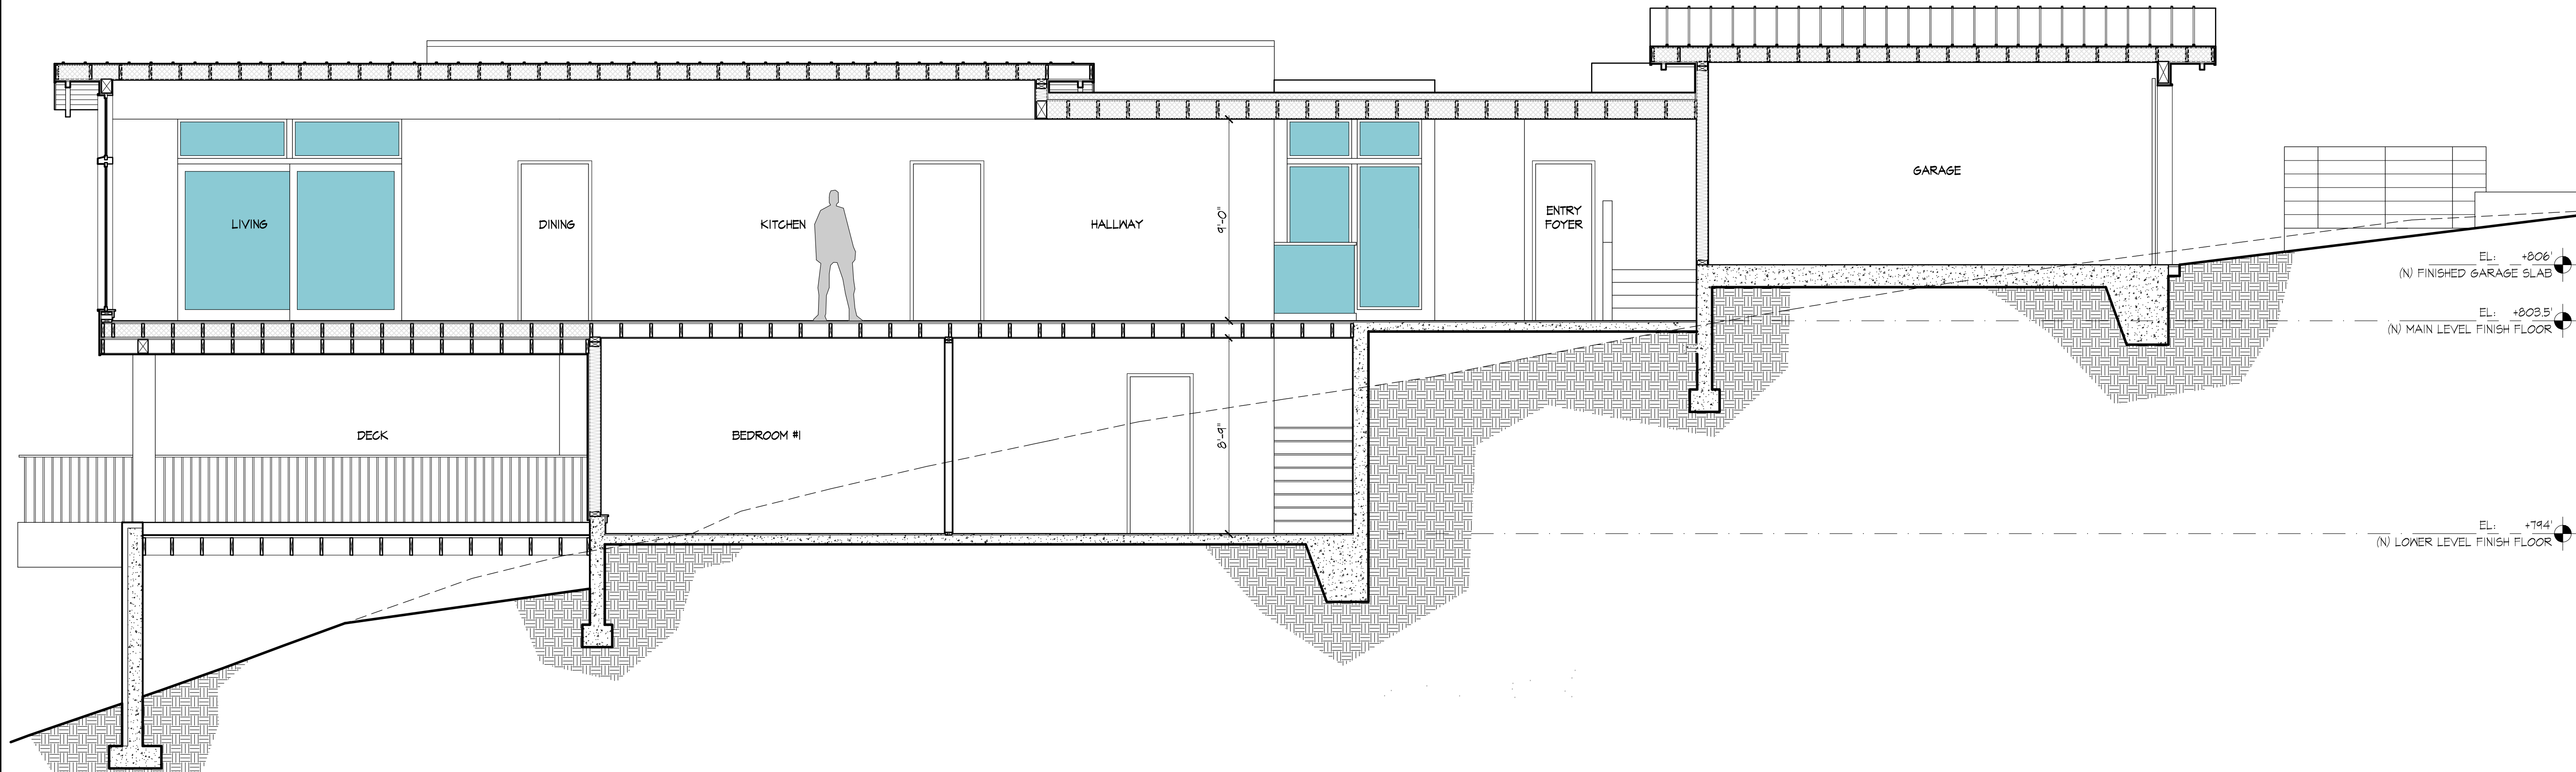 LIVING
DINING
KITCHEN
HALLWAY
9'-0"
ENTRY
FOYER
GARAGE
EL: +806'
(N) FINISHED GARAGE SLAB
EL: +803.5'
(N) MAIN LEVEL FINISH FLOOR
DECK
BEDROOM #1
8'-9"
EL: +794'
(N) LOWER LEVEL FINISH FLOOR